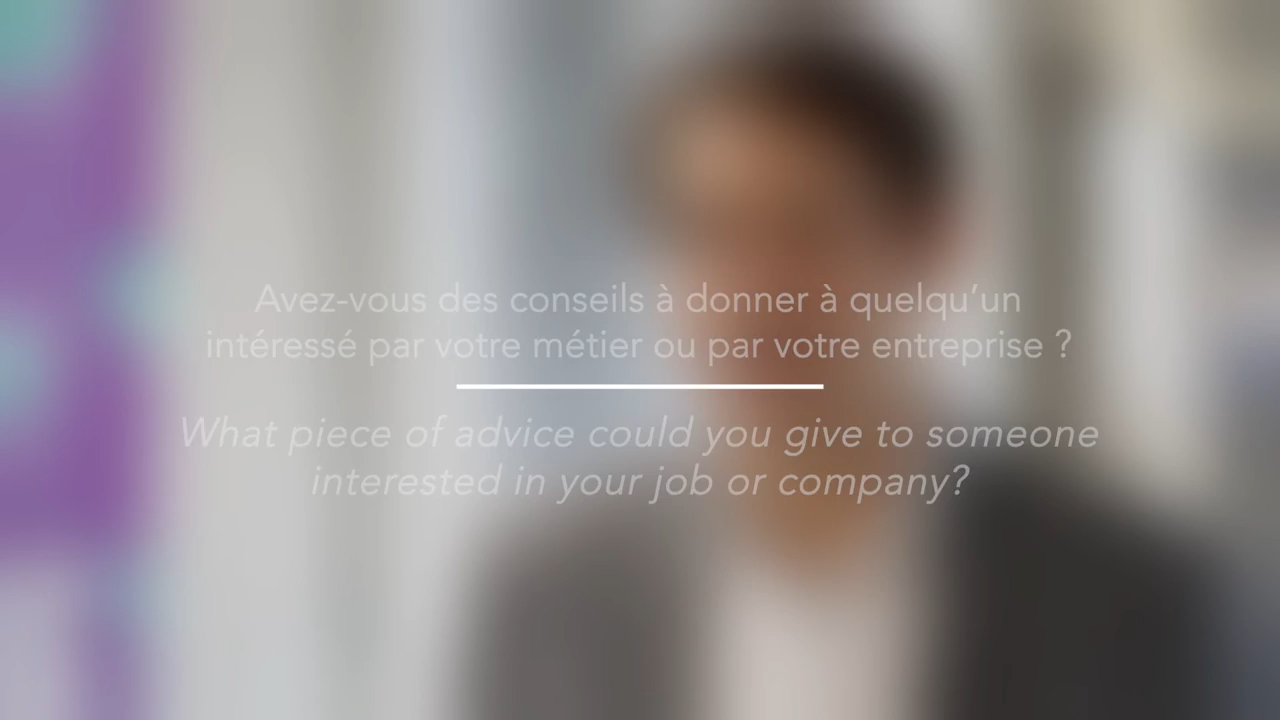 Avez-vous des conseils à donner à quelqu’un
intéressé par votre métier ou par votre entreprise ?
What piece of advice could you give to someone
interested in your job or company?